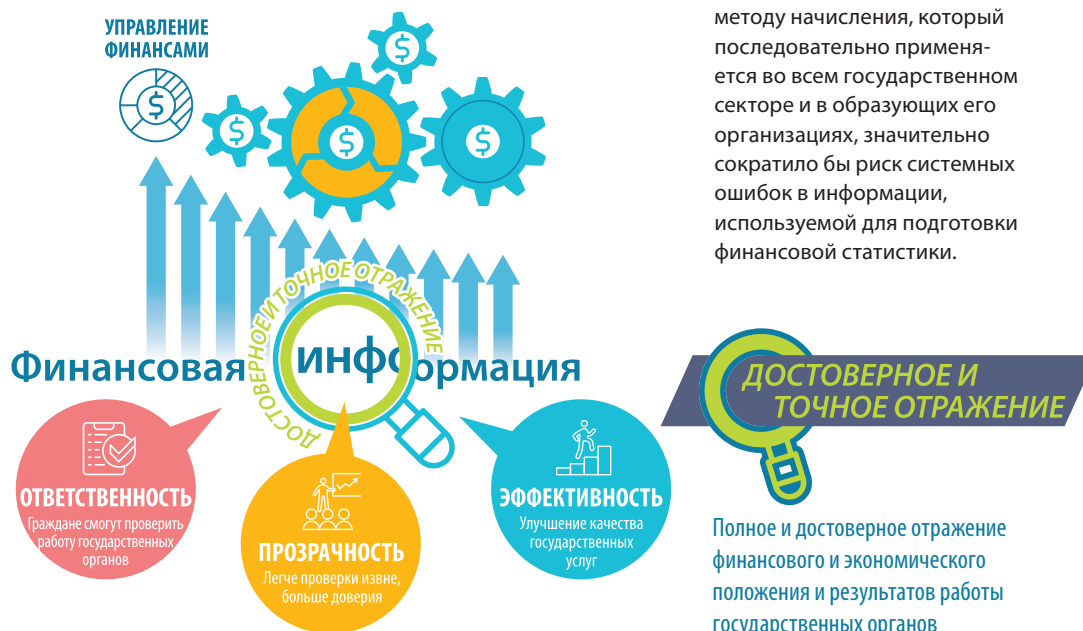 УПРАВЛЕНИЕ
ФИНАНСАМИ
$
$
$
$
$
ДОСТОВЕРНОЕ И ТОЧНОЕ ОТРАЖЕНИЕ
Финансовая информация
ОТВЕТСТВЕННОСТЬ
Граждане смогут проверить
работу государственных
органов
ПРОЗРАЧНОСТЬ
Легче проверки извне,
больше доверия
ЭФФЕКТИВНОСТЬ
Улучшение качества
государственных
услуг
методу начисления, который
последовательно применя-
ется во всем государственном
секторе и в образующих его
организациях, значительно
сократило бы риск системных
ошибок в информации,
используемой для подготовки
финансовой статистики.
ДОСТОВЕРНОЕ И
ТОЧНОЕ ОТРАЖЕНИЕ
Полное и достоверное отражение
финансового и экономического
положения и результатов работы
государственных органов